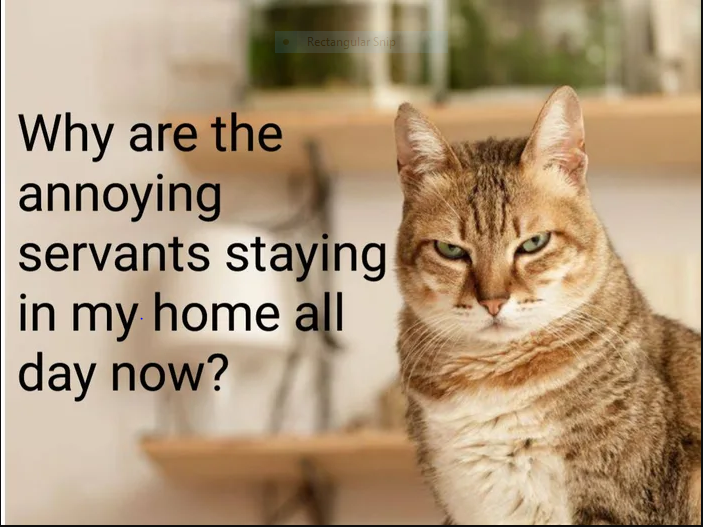 Rectangular Snip
Why are the
annoying
servants staying
in my home all
day now?